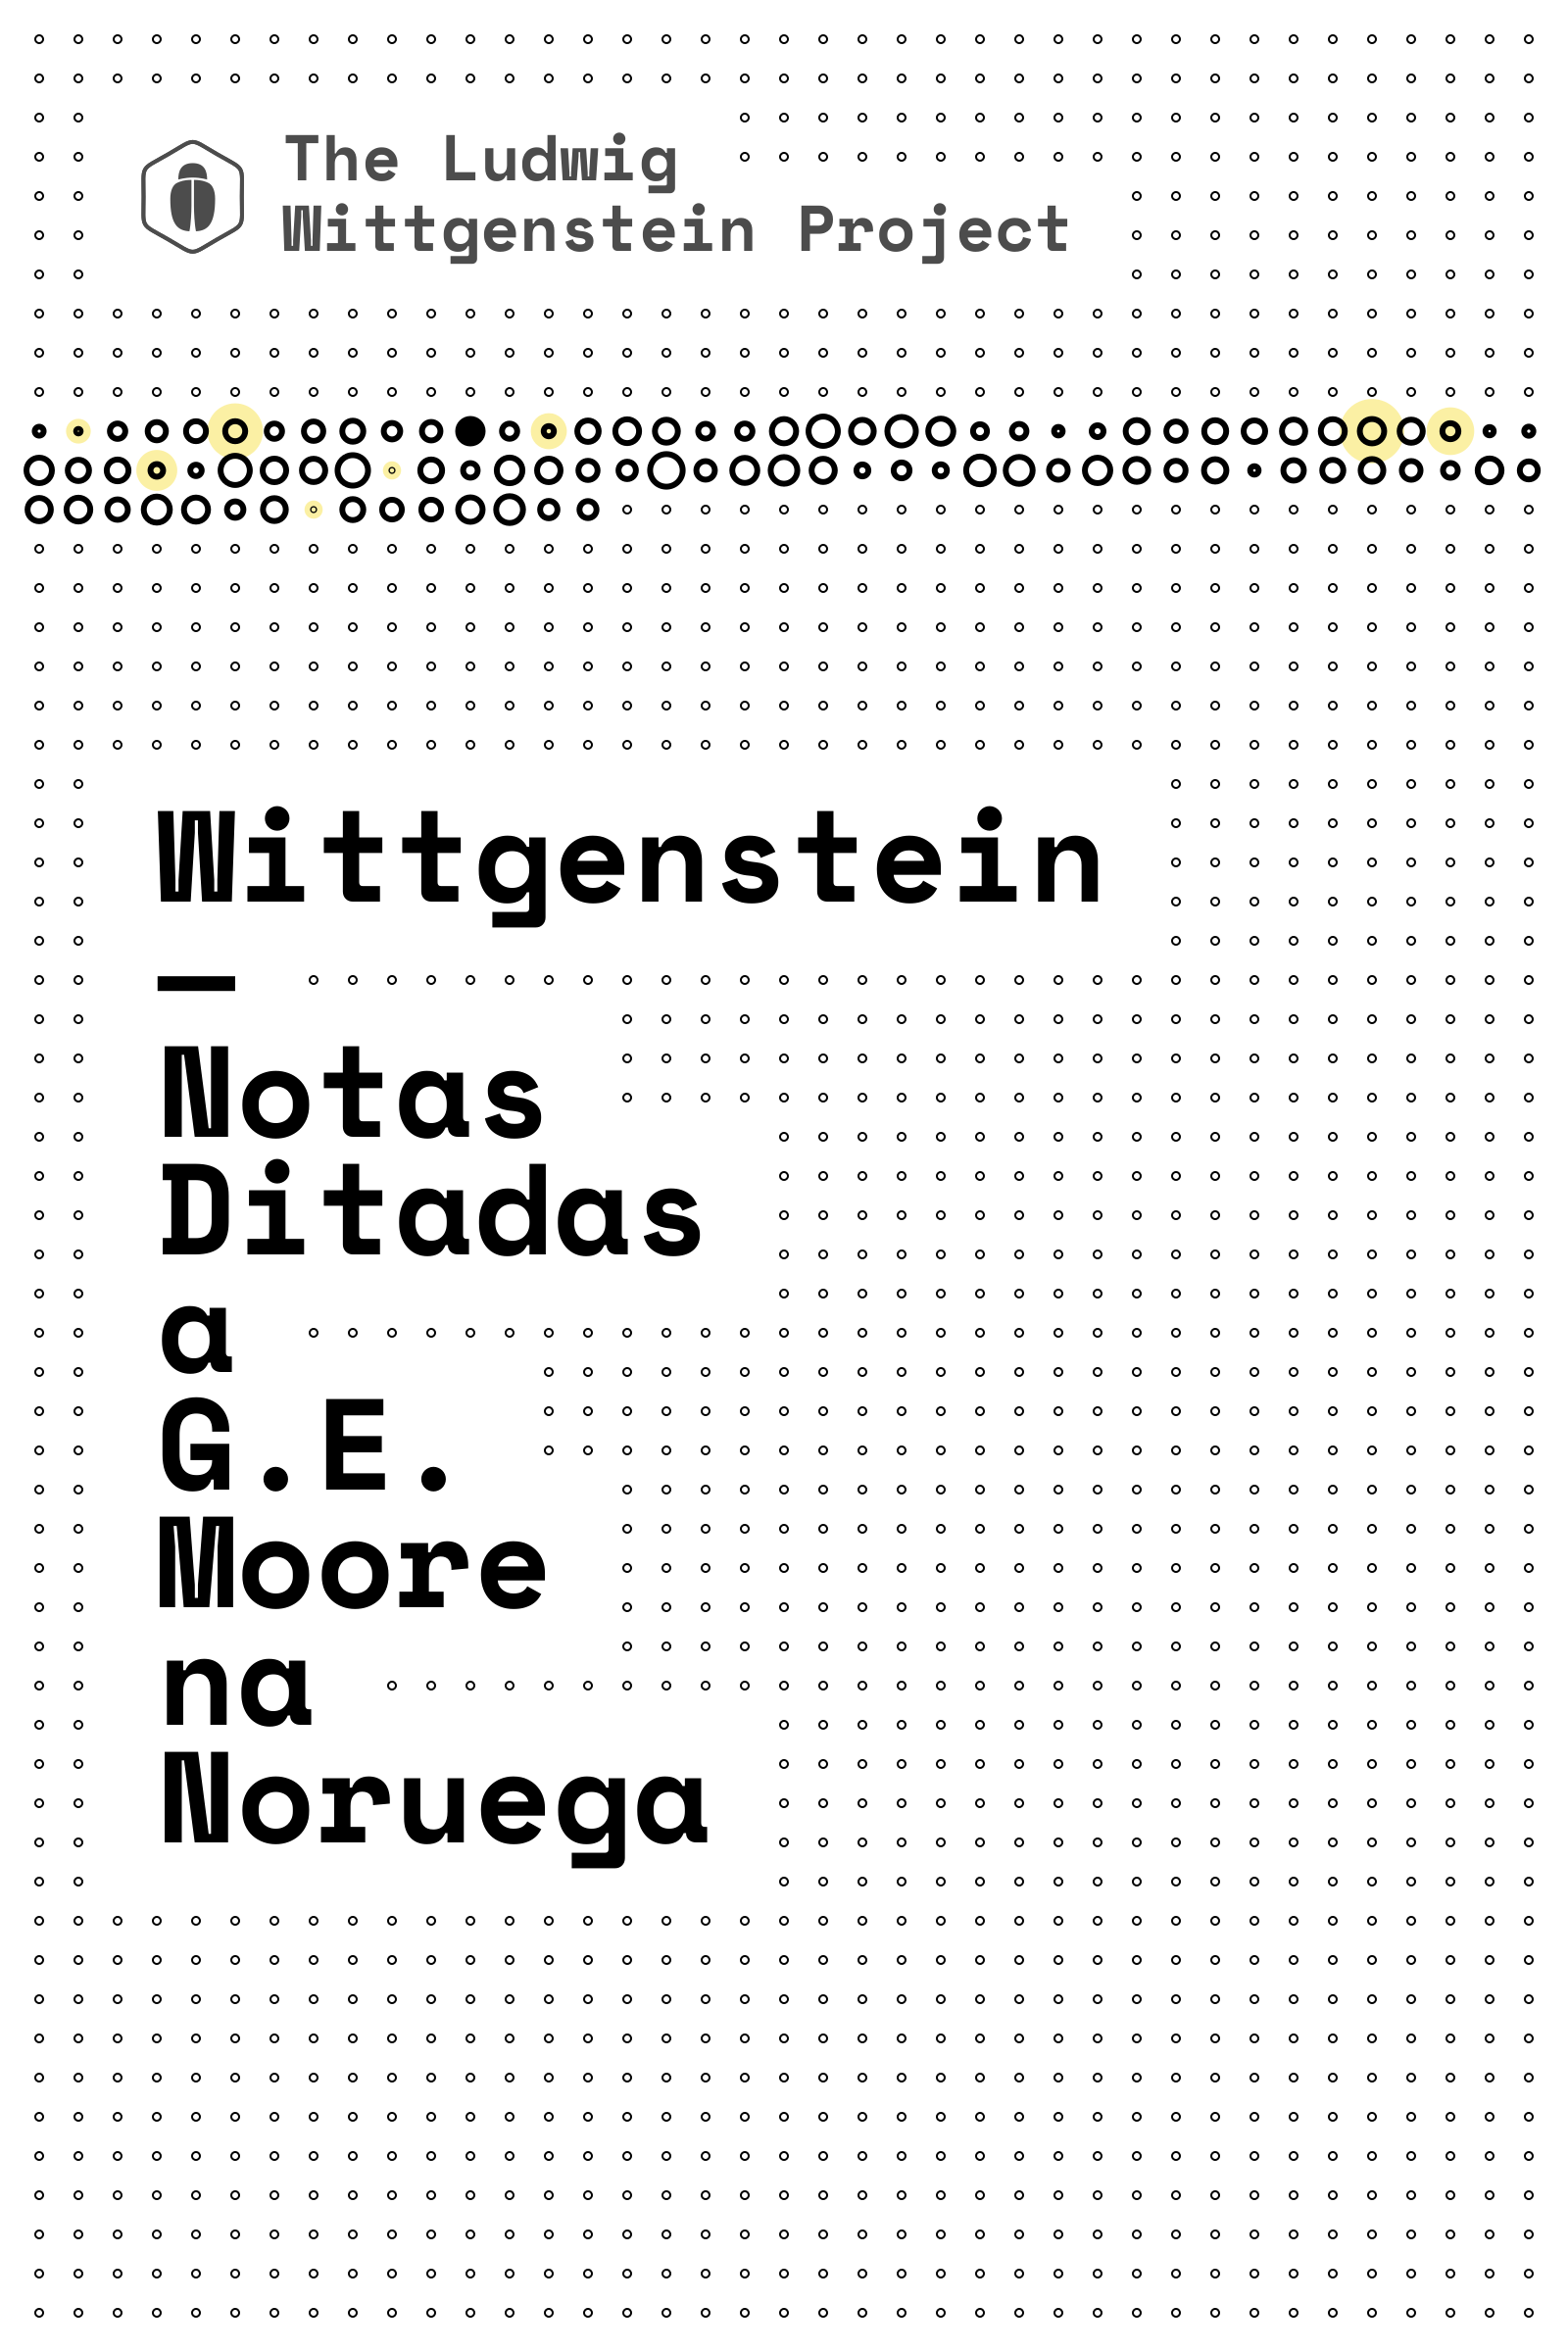 The Ludwig
Wittgenstein Project
Wittgenstein
—
Notas
Ditadas
a
G.E.
Moore
na
Noruega